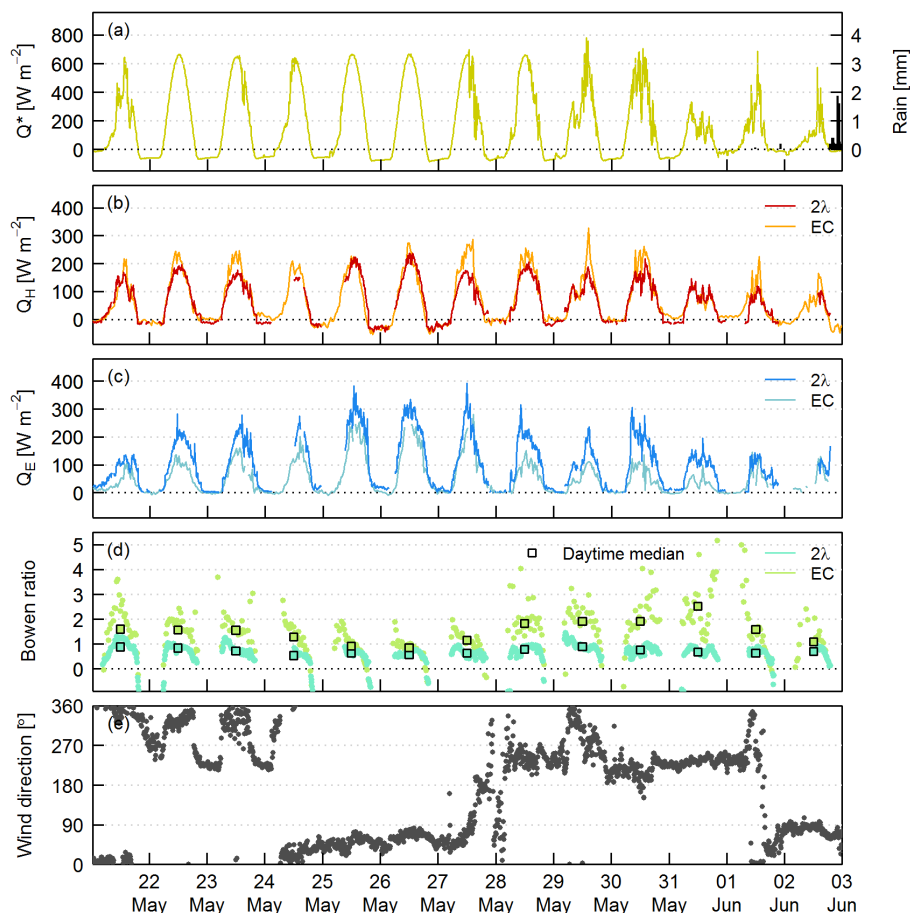 (a)
Q* [W m⁻²]
800
600
400
200
0
4
3
2
1
0
Rain [mm]
(b)
Q_H [W m⁻²]
400
300
200
100
0
2λ
EC
(c)
Q_E [W m⁻²]
400
300
200
100
0
2λ
EC
(d)
Bowen ratio
5
4
3
2
1
0
Daytime median
2λ
EC
(e)
Wind direction [°]
360
270
180
90
0
22 23 24 25 26 27 28 29 30 31 01 02 03
May May May May May May May May May May Jun Jun Jun